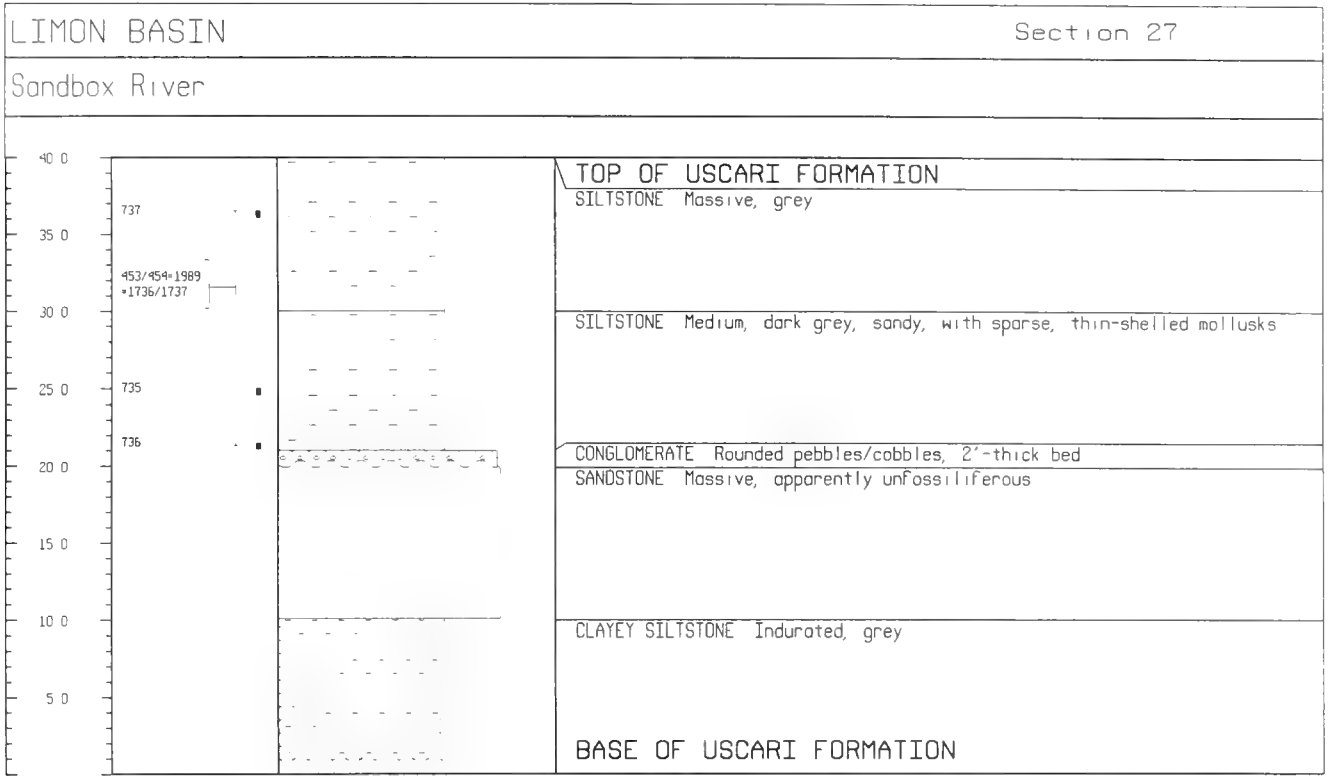 LIMON BASIN
Section 27
Sandbox River
40 0
TOP OF USCARI FORMATION
SILTSTONE Massive, grey
737
35 0
453/454=1989
=1736/1737
30 0
SILTSTONE Medium, dark grey, sandy, with sparse, thin-shelled mollusks
25 0
735
736
CONGLOMERATE Rounded pebbles/cobbles, 2'-thick bed
20 0
SANDSTONE Massive, apparently unfossiliferous
15 0
10 0
CLAYEY SILTSTONE Indurated, grey
5 0
BASE OF USCARI FORMATION